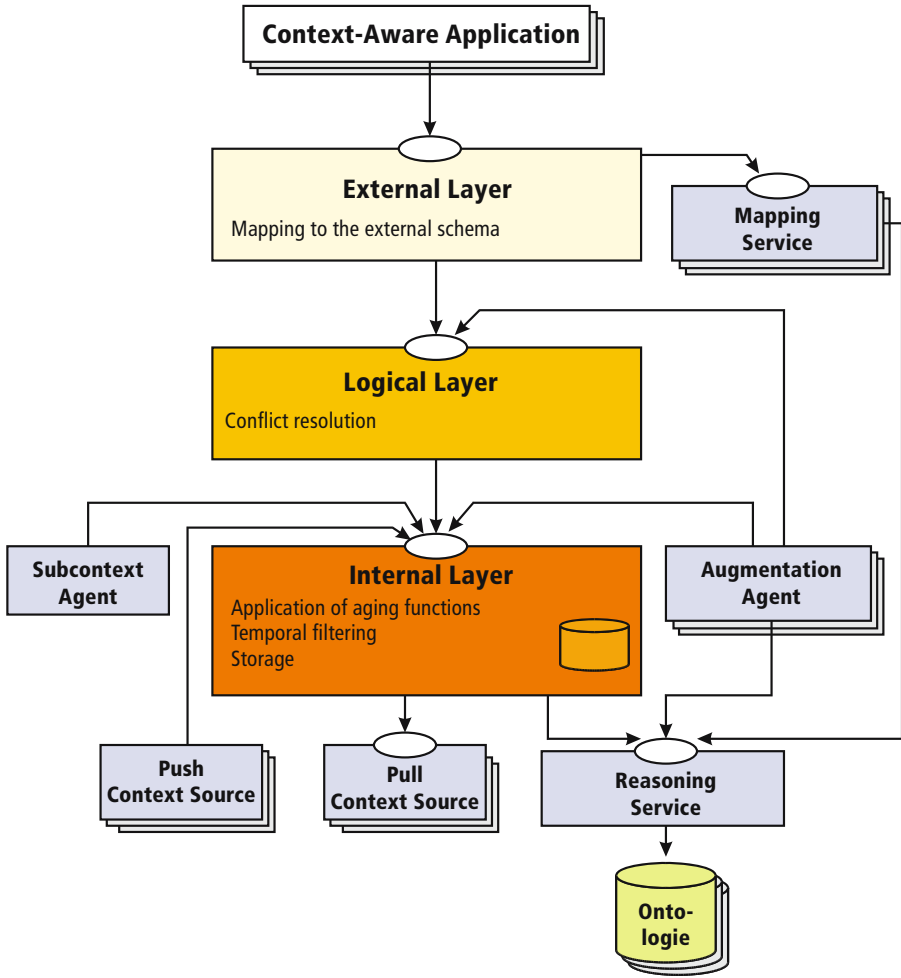 Context-Aware Application
External Layer
Mapping to the external schema
Mapping
Service
Logical Layer
Conflict resolution
Subcontext
Agent
Internal Layer
Application of aging functions
Temporal filtering
Storage
Augmentation
Agent
Push
Context Source
Pull
Context Source
Reasoning
Service
Onto-
logie